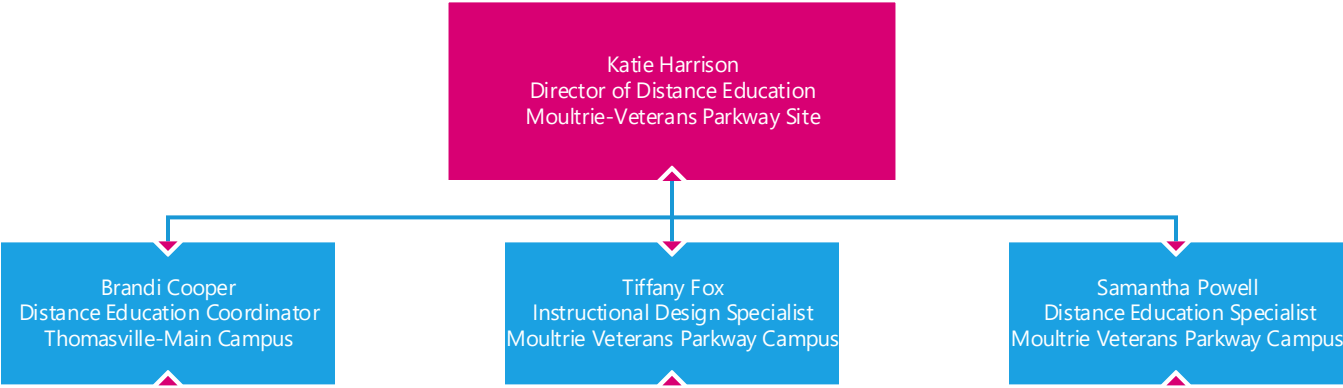 Katie Harrison
Director of Distance Education
Moultrie-Veterans Parkway Site
Brandi Cooper
Distance Education Coordinator
Thomasville-Main Campus
Tiffany Fox
Instructional Design Specialist
Moultrie Veterans Parkway Campus
Samantha Powell
Distance Education Specialist
Moultrie Veterans Parkway Campus